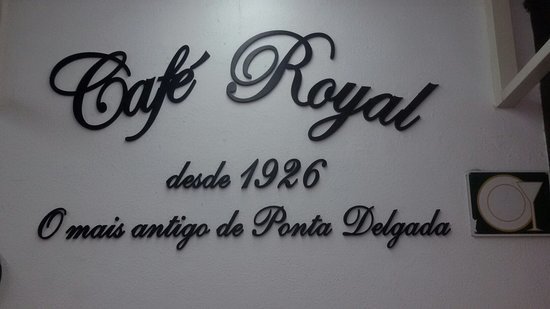 Café Royal
desde 1926
O mais antigo de Ponta Delgada